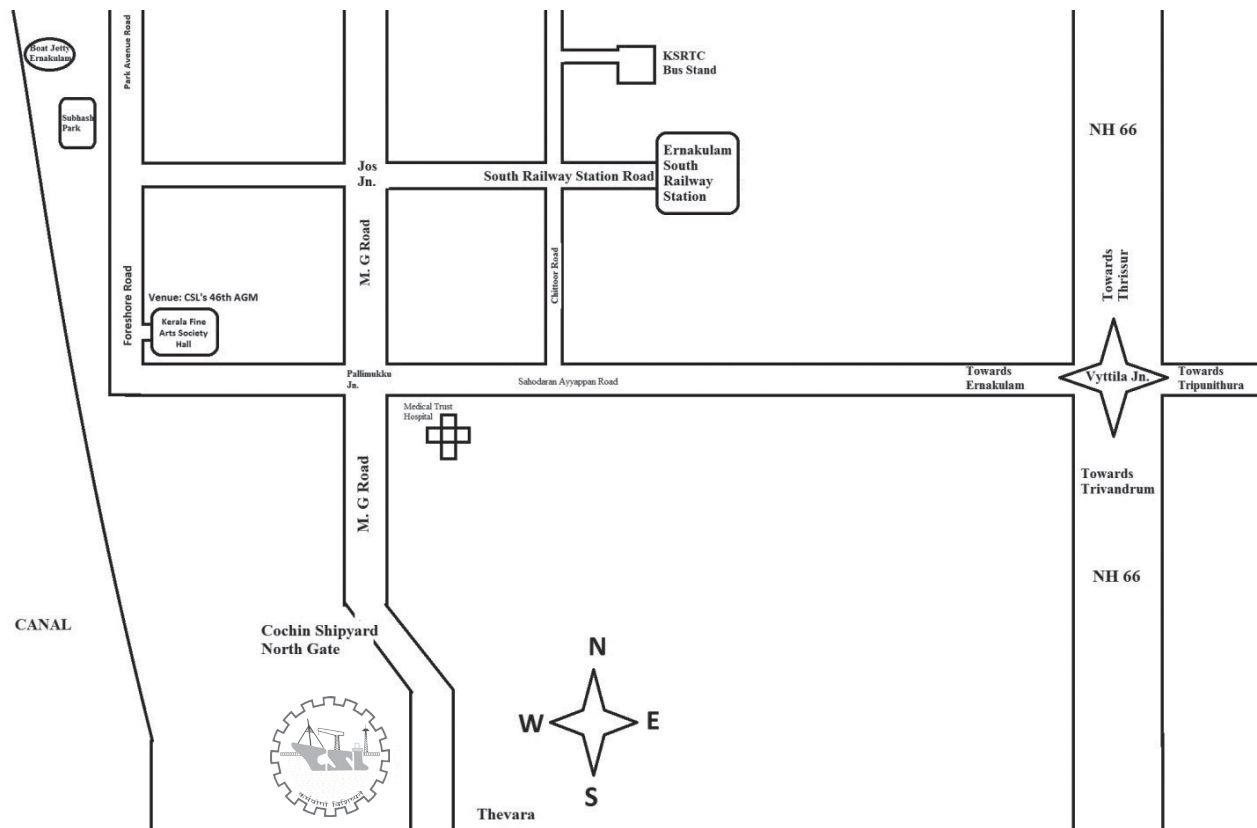 Boat Jetty
Ernakulam
Park Avenue Road
KSRTC
Bus Stand
Subhash
Park
NH 66
Jos
Jn.
South Railway Station Road
Ernakulam
South
Railway
Station
M. G Road
Chittoor Road
Foreshore Road
Venue: CSL's 46th AGM
Kerala Fine
Arts Society
Hall
Towards
Thrissur
Pallimukku
Jn.
Sahodaran Ayyappan Road
Towards
Ernakulam
Vyttila Jn.
Towards
Tripunithura
Medical Trust
Hospital
M. G Road
Towards
Trivandrum
NH 66
CANAL
Cochin Shipyard
North Gate
N
W
E
S
CSL
Thevara